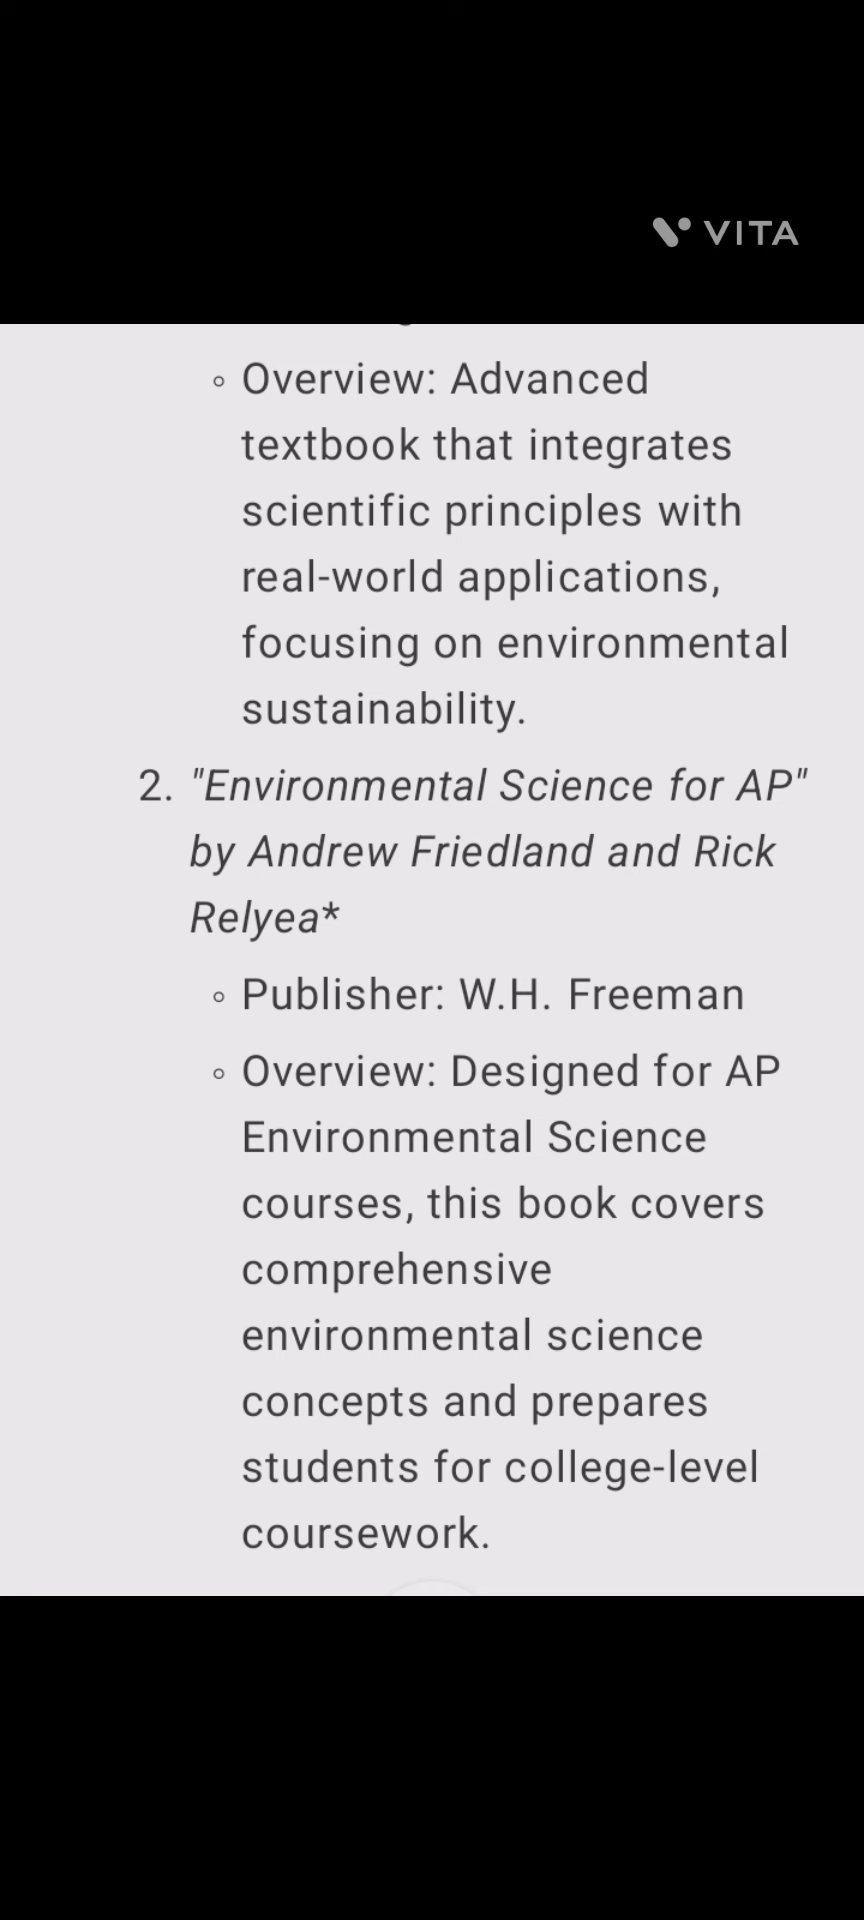 VITA
◦ Overview: Advanced
textbook that integrates
scientific principles with
real-world applications,
focusing on environmental
sustainability.
2. "Environmental Science for AP"
by Andrew Friedland and Rick
Relyea*
◦ Publisher: W.H. Freeman
◦ Overview: Designed for AP
Environmental Science
courses, this book covers
comprehensive
environmental science
concepts and prepares
students for college-level
coursework.